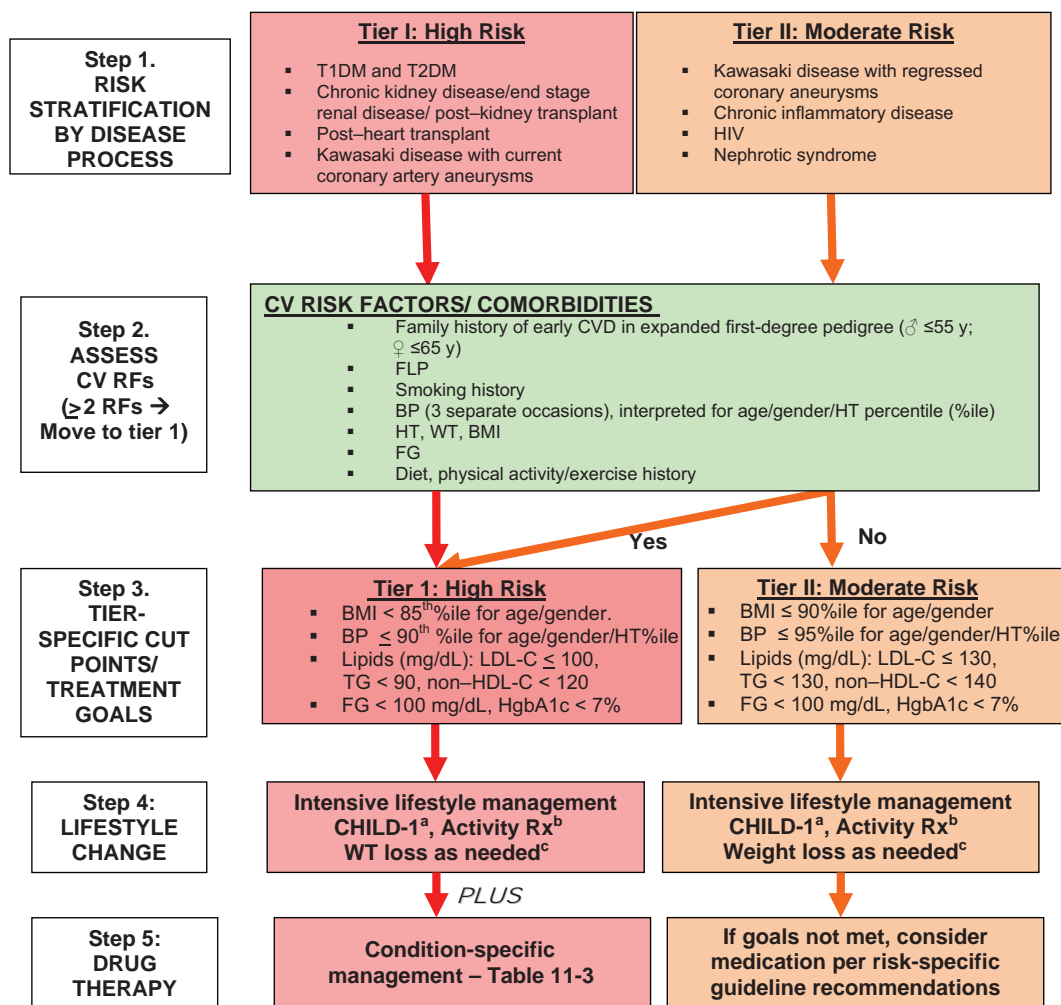 Step 1.
RISK
STRATIFICATION
BY DISEASE
PROCESS
Tier I: High Risk
▪ T1DM and T2DM
▪ Chronic kidney disease/end stage
renal disease/ post–kidney transplant
▪ Post–heart transplant
▪ Kawasaki disease with current
coronary artery aneurysms
Tier II: Moderate Risk
▪ Kawasaki disease with regressed
coronary aneurysms
▪ Chronic inflammatory disease
▪ HIV
▪ Nephrotic syndrome
Step 2.
ASSESS
CV RFs
(≥2 RFs →
Move to tier 1)
CV RISK FACTORS/ COMORBIDITIES
▪ Family history of early CVD in expanded first-degree pedigree (♂ ≤55 y;
♀ ≤65 y)
▪ FLP
▪ Smoking history
▪ BP (3 separate occasions), interpreted for age/gender/HT percentile (%ile)
▪ HT, WT, BMI
▪ FG
▪ Diet, physical activity/exercise history
Yes
No
Step 3.
TIER-
SPECIFIC CUT
POINTS/
TREATMENT
GOALS
Tier 1: High Risk
▪ BMI < 85th%ile for age/gender.
▪ BP ≤ 90th %ile for age/gender/HT%ile
▪ Lipids (mg/dL): LDL-C ≤ 100,
TG < 90, non–HDL-C < 120
▪ FG < 100 mg/dL, HgbA1c < 7%
Tier II: Moderate Risk
▪ BMI ≤ 90%ile for age/gender
▪ BP ≤ 95%ile for age/gender/HT%ile
▪ Lipids (mg/dL): LDL-C ≤ 130,
TG < 130, non–HDL-C < 140
▪ FG < 100 mg/dL, HgbA1c < 7%
Step 4:
LIFESTYLE
CHANGE
Intensive lifestyle management
CHILD-1a, Activity Rxb
WT loss as neededc
Intensive lifestyle management
CHILD-1a, Activity Rxb
Weight loss as neededc
PLUS
Step 5:
DRUG
THERAPY
Condition-specific
management – Table 11-3
If goals not met, consider
medication per risk-specific
guideline recommendations